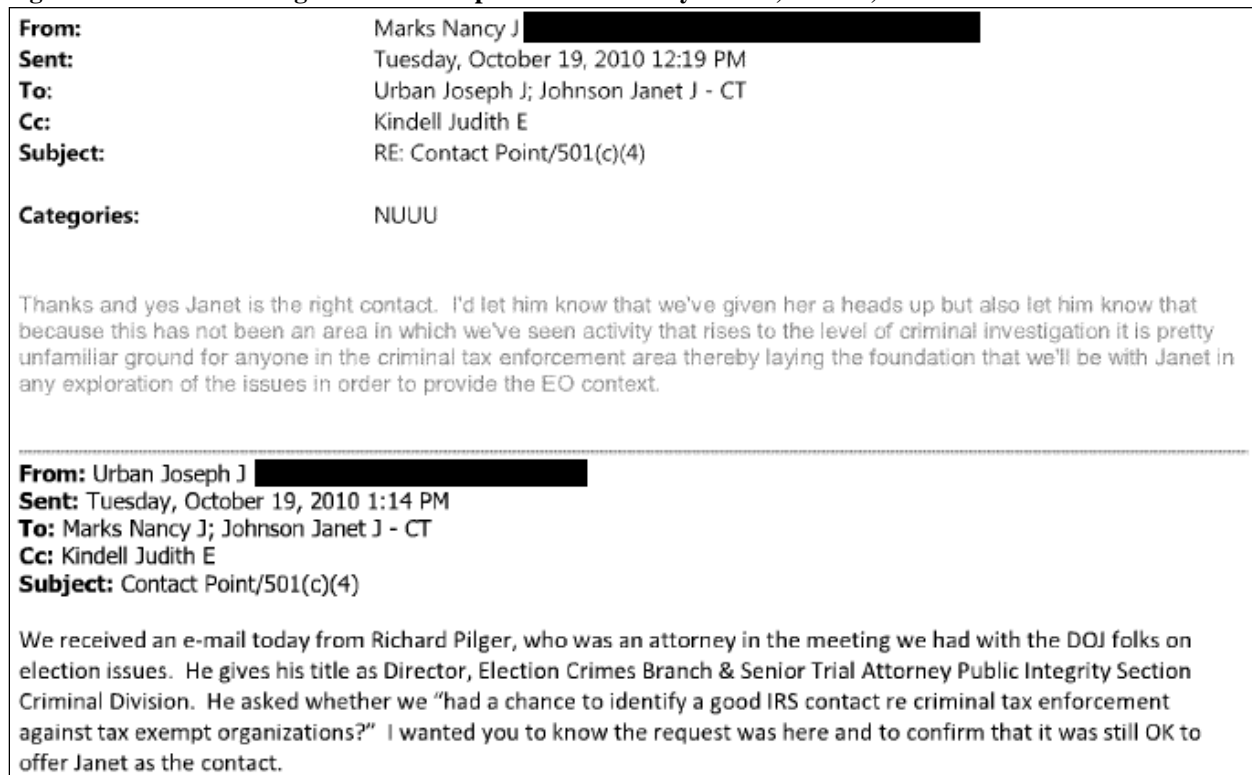 From: Marks Nancy J
Sent: Tuesday, October 19, 2010 12:19 PM
To: Urban Joseph J; Johnson Janet J - CT
Cc: Kindell Judith E
Subject: RE: Contact Point/501(c)(4)
Categories: NUUU
Thanks and yes Janet is the right contact. I'd let him know that we've given her a heads up but also let him know that
because this has not been an area in which we've seen activity that rises to the level of criminal investigation it is pretty
unfamiliar ground for anyone in the criminal tax enforcement area thereby laying the foundation that we'll be with Janet in
any exploration of the issues in order to provide the EO context.
From: Urban Joseph J
Sent: Tuesday, October 19, 2010 1:14 PM
To: Marks Nancy J; Johnson Janet J - CT
Cc: Kindell Judith E
Subject: Contact Point/501(c)(4)
We received an e-mail today from Richard Pilger, who was an attorney in the meeting we had with the DOJ folks on
election issues. He gives his title as Director, Election Crimes Branch & Senior Trial Attorney Public Integrity Section
Criminal Division. He asked whether we “had a chance to identify a good IRS contact re criminal tax enforcement
against tax exempt organizations?” I wanted you to know the request was here and to confirm that it was still OK to
offer Janet as the contact.